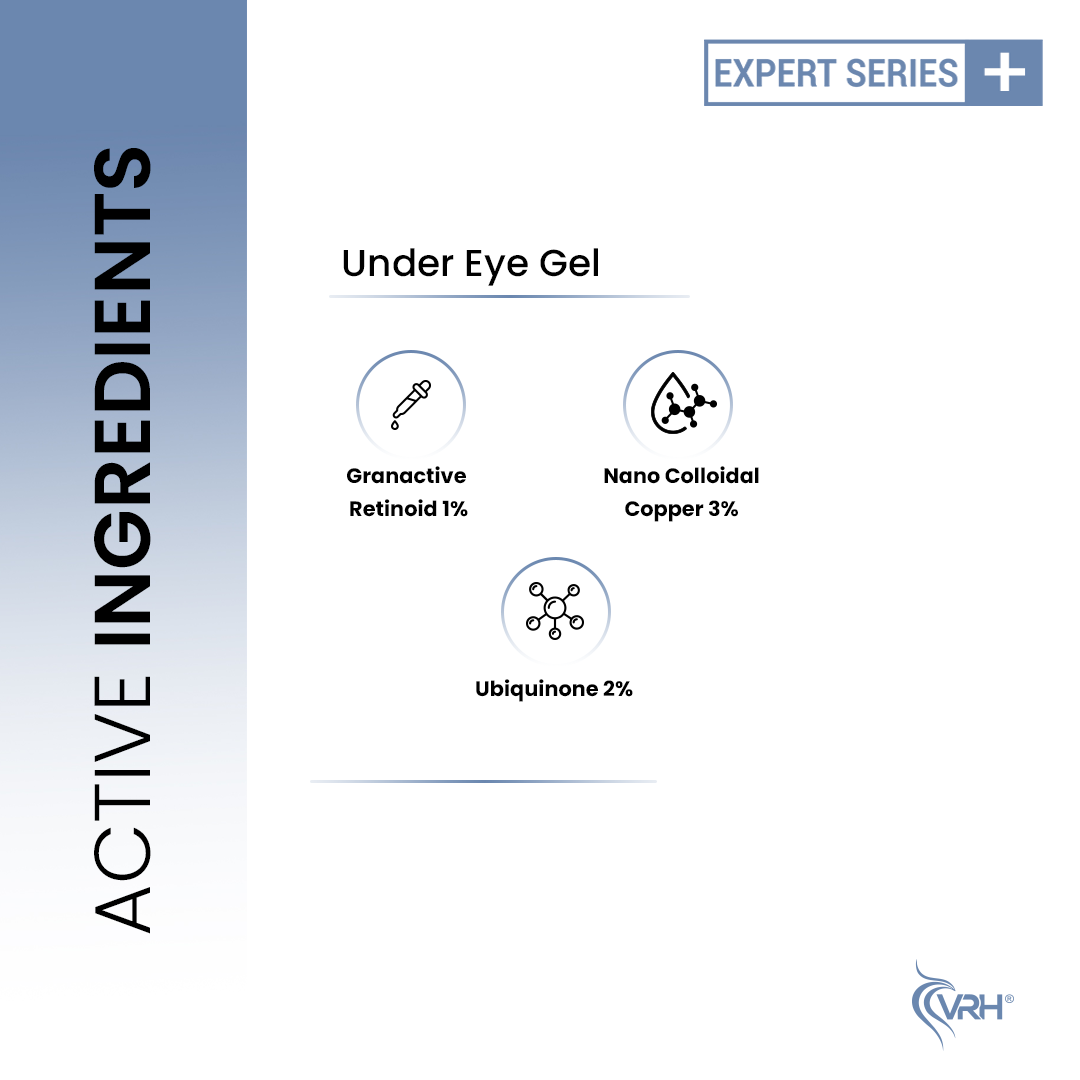 EXPERT SERIES +
ACTIVE INGREDIENTS
Under Eye Gel
Granactive
Retinoid 1%
Nano Colloidal
Copper 3%
Ubiquinone 2%
VRH®